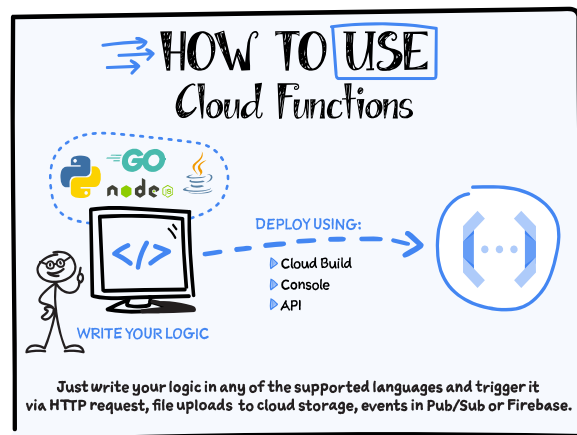 HOW TO USE
Cloud Functions
GO
node JS
</>
DEPLOY USING:
Cloud Build
Console
API
WRITE YOUR LOGIC
Just write your logic in any of the supported languages and trigger it
via HTTP request, file uploads to cloud storage, events in Pub/Sub or Firebase.